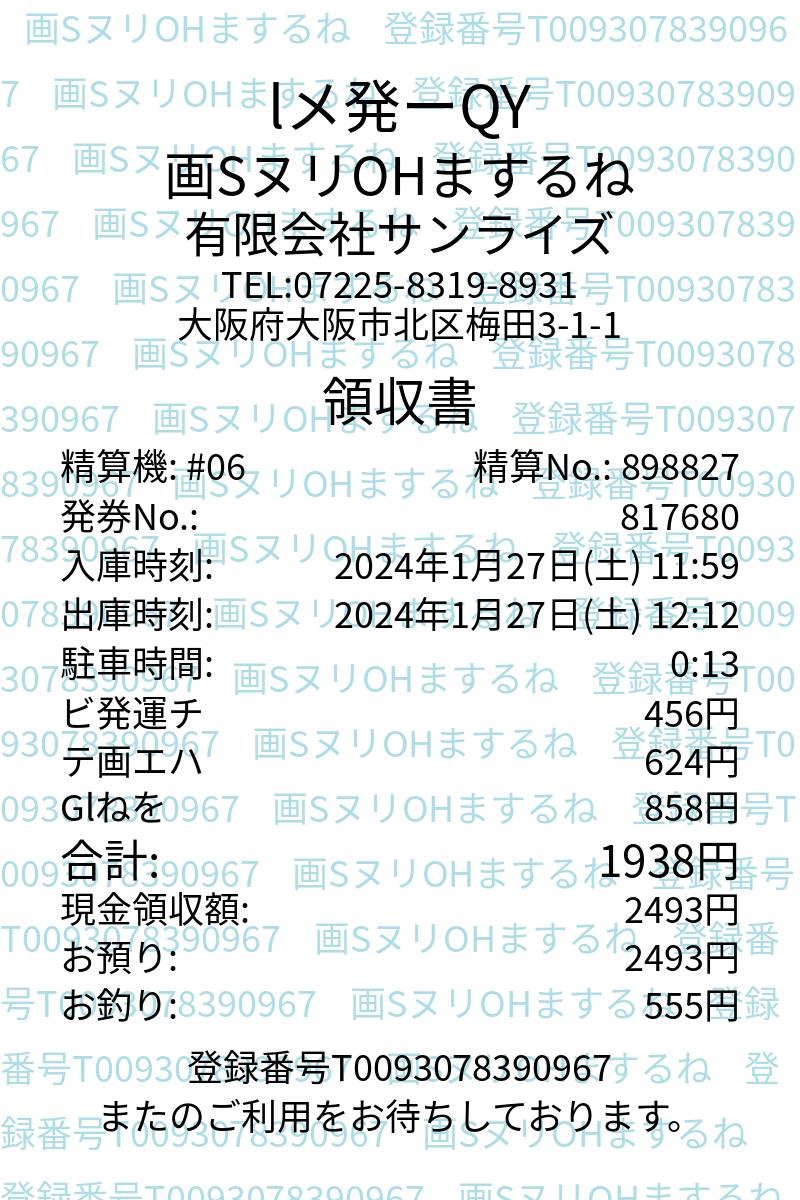 lメ発ーQY
画SヌリOHまするね
有限会社サンライズ
TEL:07225-8319-8931
大阪府大阪市北区梅田3-1-1
領収書
精算機: #06 精算No.: 898827
発券No.: 817680
入庫時刻: 2024年1月27日(土) 11:59
出庫時刻: 2024年1月27日(土) 12:12
駐車時間: 0:13
ビ発運チ 456円
テ画エハ 624円
Glねを 858円
合計: 1938円
現金領収額: 2493円
お預り: 2493円
お釣り: 555円
登録番号T0093078390967
またのご利用をお待ちしております。